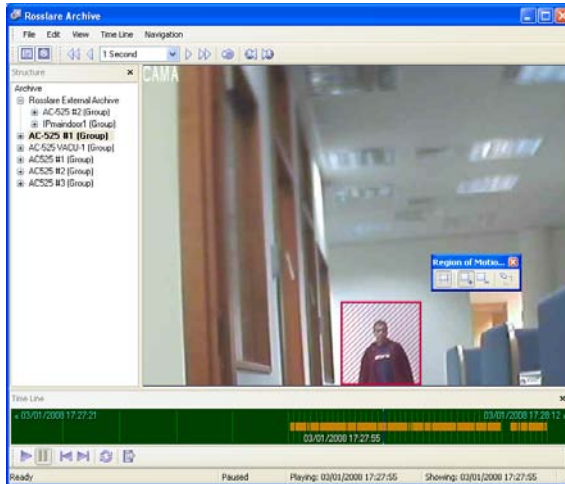 Rosslare Archive
File Edit View Time Line Navigation
1 Second
Structure
CAMA
Archive
Rosslare External Archive
AC-525 #2 (Group)
IPmaindoor1 (Group)
AC-525 #1 (Group)
AC-525 VACU-1 (Group)
AC525 #1 (Group)
AC525 #2 (Group)
AC525 #3 (Group)
Region of Motio...
Time Line
« 03/01/2008 17:27:21
03/01/2008 17:28:12 »
03/01/2008 17:27:55
Ready Paused Playing: 03/01/2008 17:27:55 Showing: 03/01/2008 17:27:55